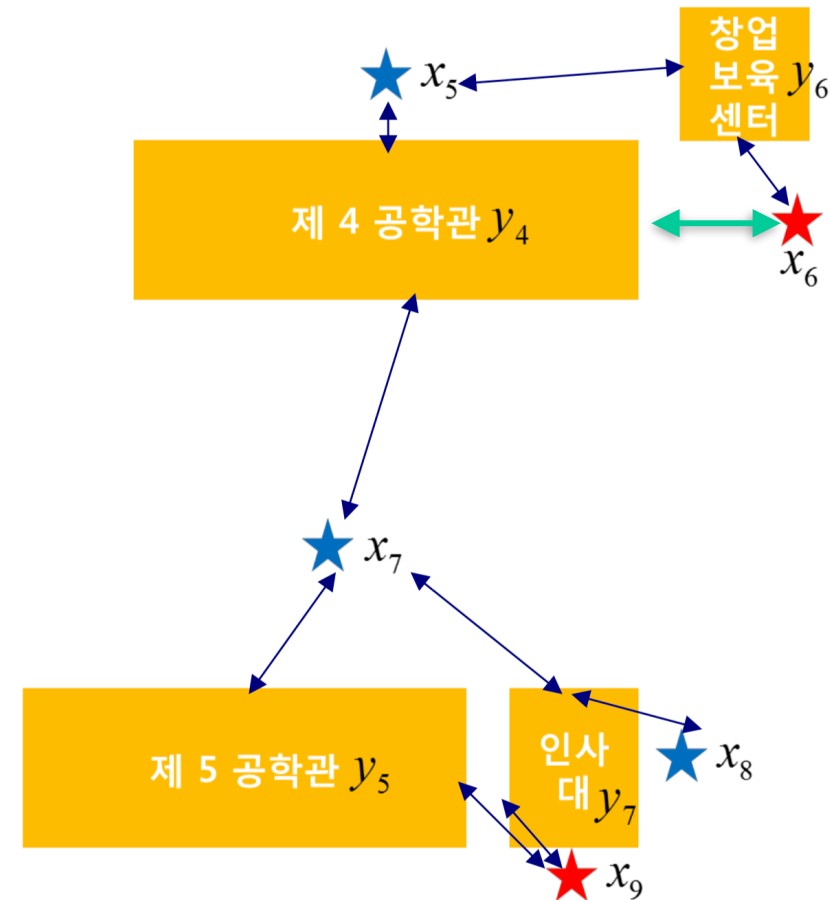 x₅
창업
보육 y₆
센터
제 4 공학관 y₄
x₆
x₇
제 5 공학관 y₅
인사
대 y₇
x₈
x₉